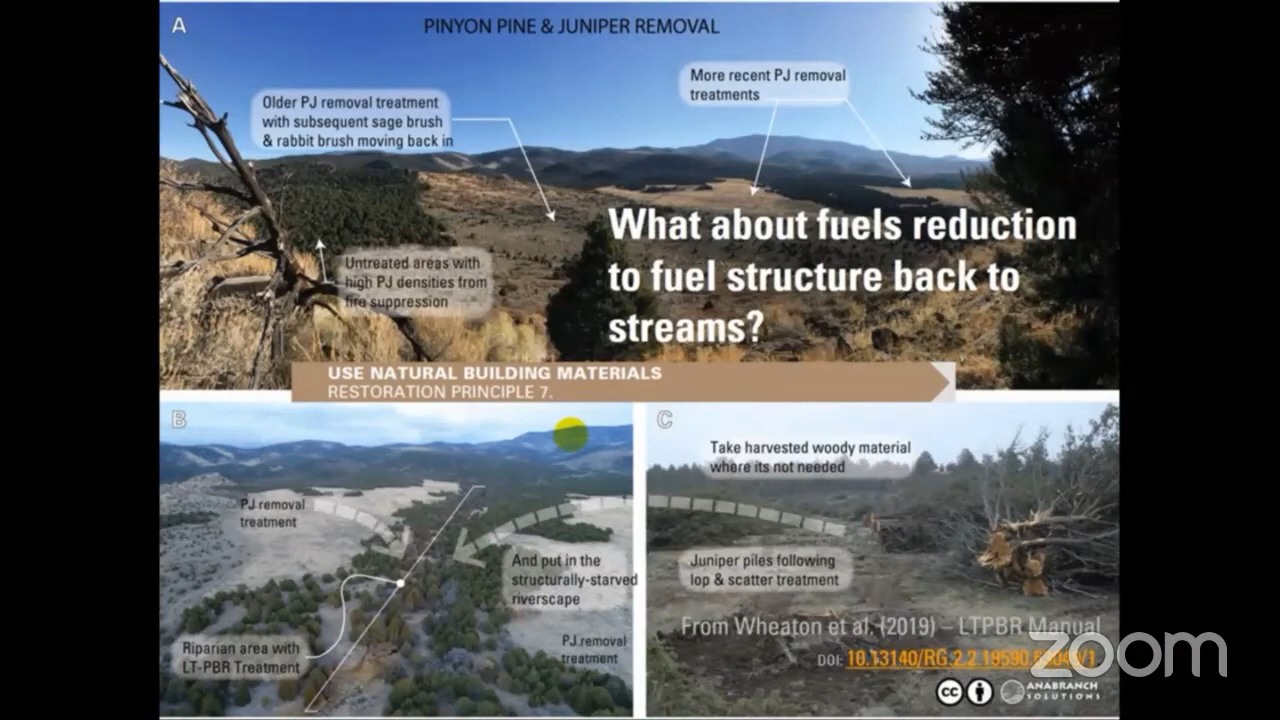 A
PINYON PINE & JUNIPER REMOVAL
Older PJ removal treatment
with subsequent sage brush
& rabbit brush moving back in
More recent PJ removal
treatments
What about fuels reduction
to fuel structure back to
streams?
Untreated areas with
high PJ densities from
fire suppression
USE NATURAL BUILDING MATERIALS
RESTORATION PRINCIPLE 7.
B
PJ removal
treatment
And put in the
structurally-starved
riverscape
Riparian area with
LT-PBR Treatment
PJ removal
treatment
C
Take harvested woody material
where its not needed
Juniper piles following
lop & scatter treatment
From Wheaton et al. (2019) – LTPBR Manual
DOI:
zoom
cc
ANABRANCH
SOLUTIONS